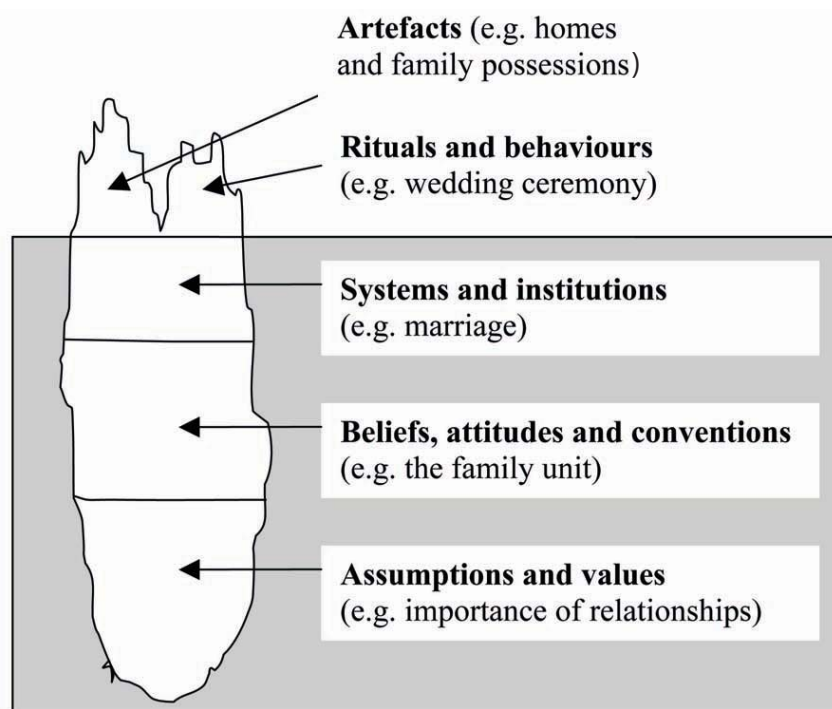 Artefacts (e.g. homes
and family possessions)
Rituals and behaviours
(e.g. wedding ceremony)
Systems and institutions
(e.g. marriage)
Beliefs, attitudes and conventions
(e.g. the family unit)
Assumptions and values
(e.g. importance of relationships)